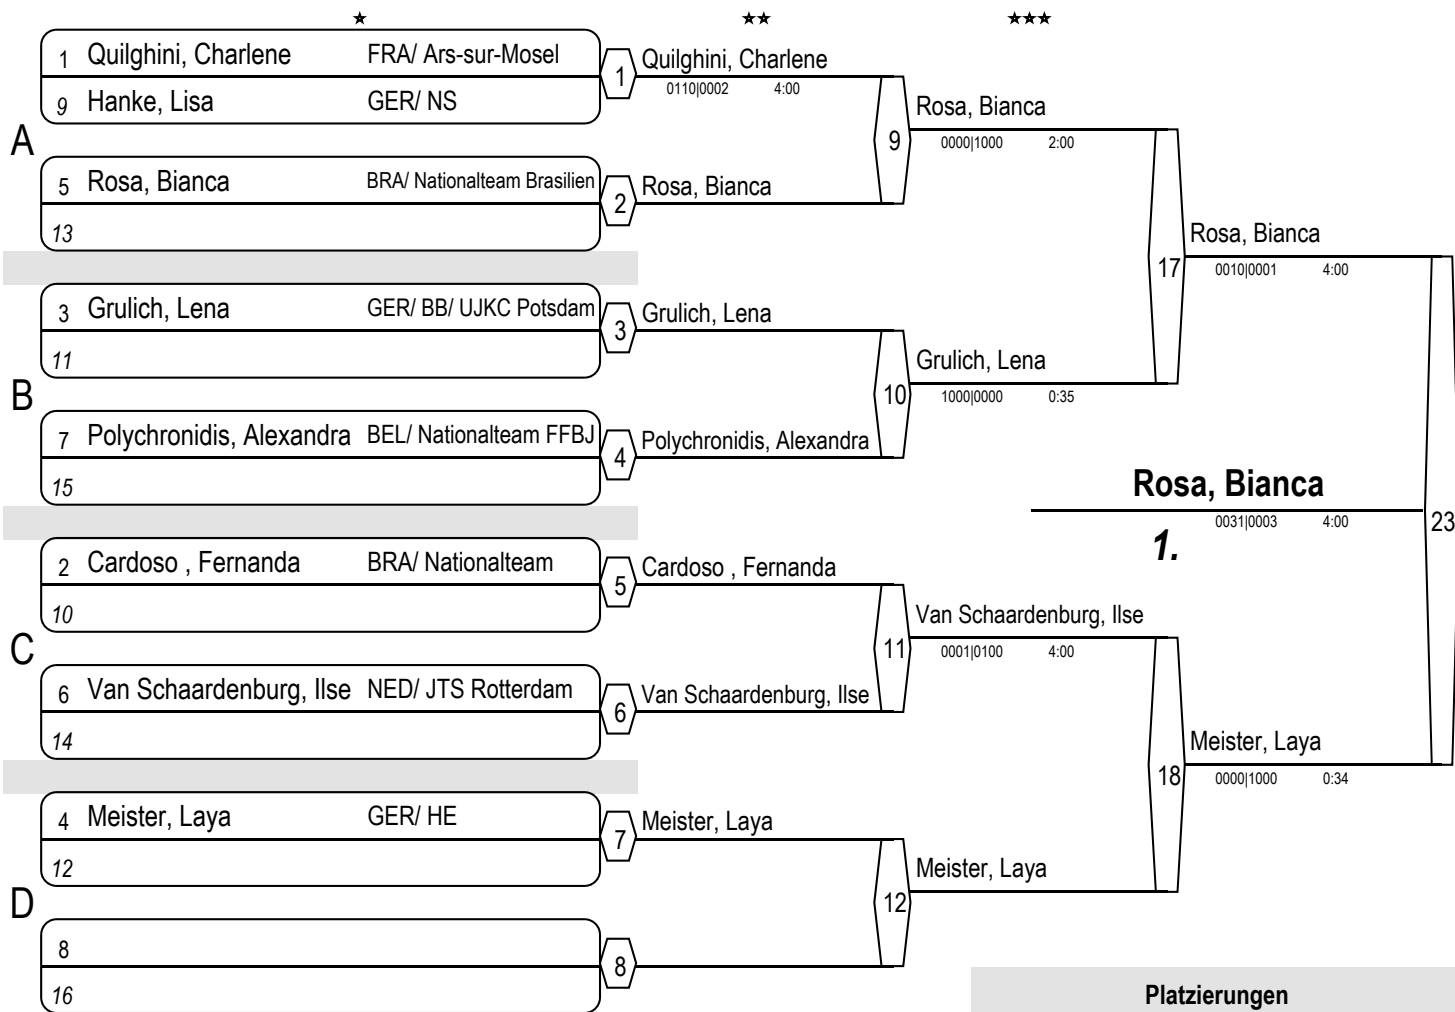 1 Quilghini, Charlene FRA/ Ars-sur-Mosel
9 Hanke, Lisa GER/ NS
A
5 Rosa, Bianca BRA/ Nationalteam Brasilien
13
3 Grulich, Lena GER/ BB/ UJKC Potsdam
11
B
7 Polychronidis, Alexandra BEL/ Nationalteam FFBJ
15
2 Cardoso , Fernanda BRA/ Nationalteam
10
C
6 Van Schaardenburg, Ilse NED/ JTS Rotterdam
14
4 Meister, Laya GER/ HE
12
D
8
16
1 Quilghini, Charlene
0110|0002 4:00
2 Rosa, Bianca
3 Grulich, Lena
4 Polychronidis, Alexandra
5 Cardoso , Fernanda
6 Van Schaardenburg, Ilse
7 Meister, Laya
8
9 Rosa, Bianca
0000|1000 2:00
10 Grulich, Lena
1000|0000 0:35
11 Van Schaardenburg, Ilse
0001|0100 4:00
12 Meister, Laya
17 Rosa, Bianca
0010|0001 4:00
18 Meister, Laya
0000|1000 0:34
Rosa, Bianca
0031|0003 4:00
1.
23
Platzierungen